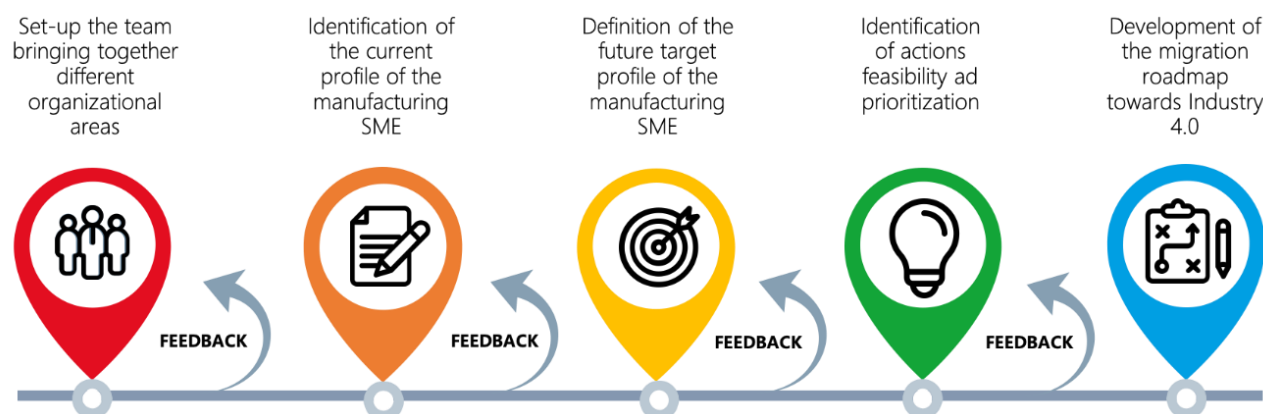 Set-up the team
bringing together
different
organizational
areas
Identification of
the current
profile of the
manufacturing
SME
Definition of the
future target
profile of the
manufacturing
SME
Identification
of actions
feasibility ad
prioritization
Development of
the migration
roadmap
towards Industry
4.0
FEEDBACK
FEEDBACK
FEEDBACK
FEEDBACK